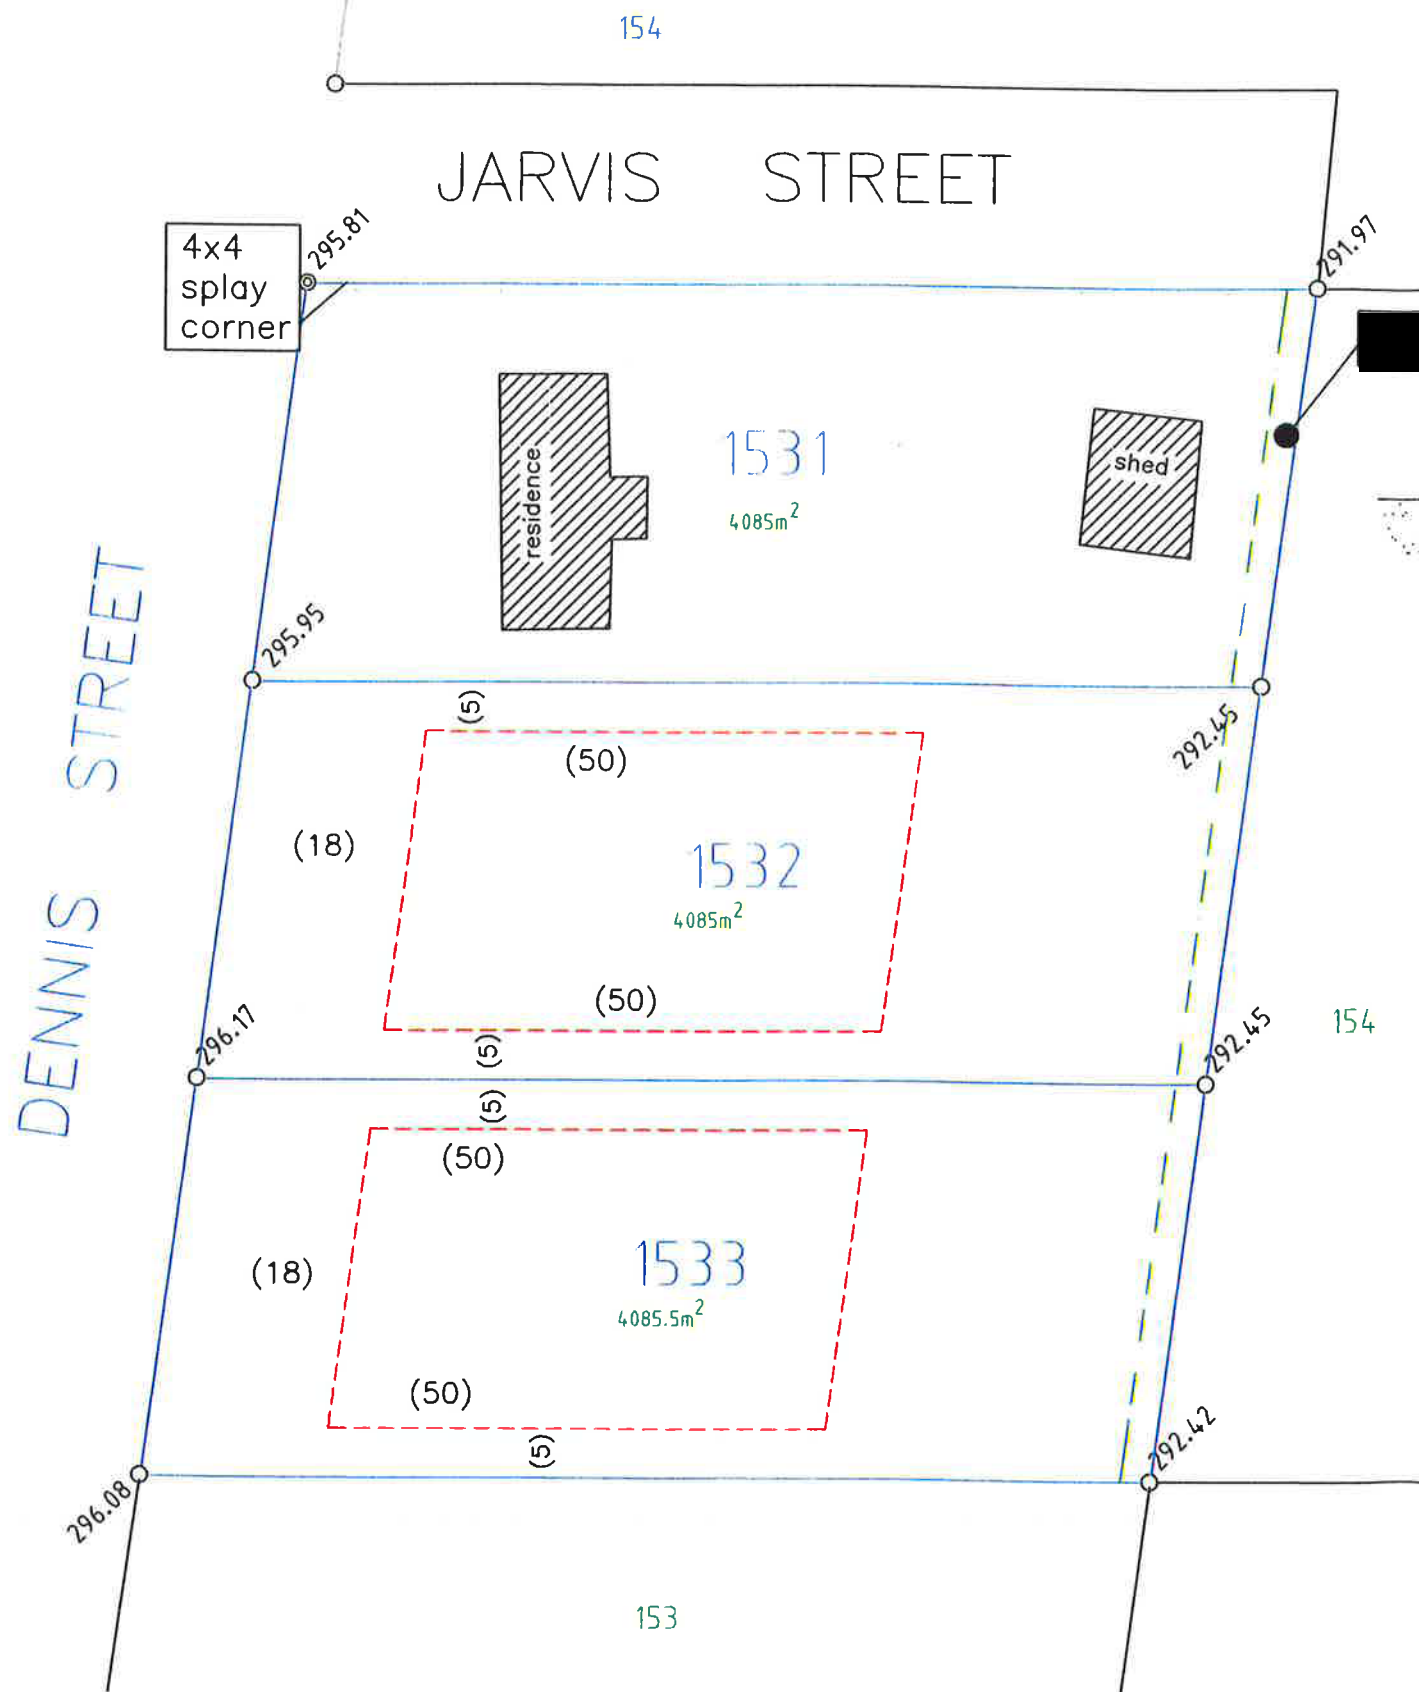 154
JARVIS STREET
295.81
4x4
splay
corner
291.97
residence
1531
4085m²
shed
DENNIS STREET
295.95
292.45
(5)
(50)
(18)
1532
4085m²
(50)
(5)
296.17
292.45
154
(5)
(50)
(18)
1533
4085.5m²
(50)
(5)
296.08
292.42
153